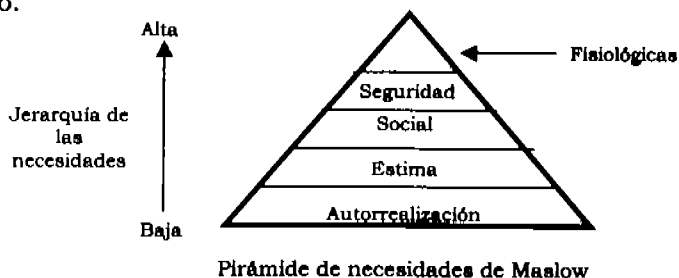 o.
Alta
Fisiológicas
Seguridad
Jerarquía de
las
necesidades
Social
Estima
Autorrealización
Baja
Pirámide de necesidades de Maslow